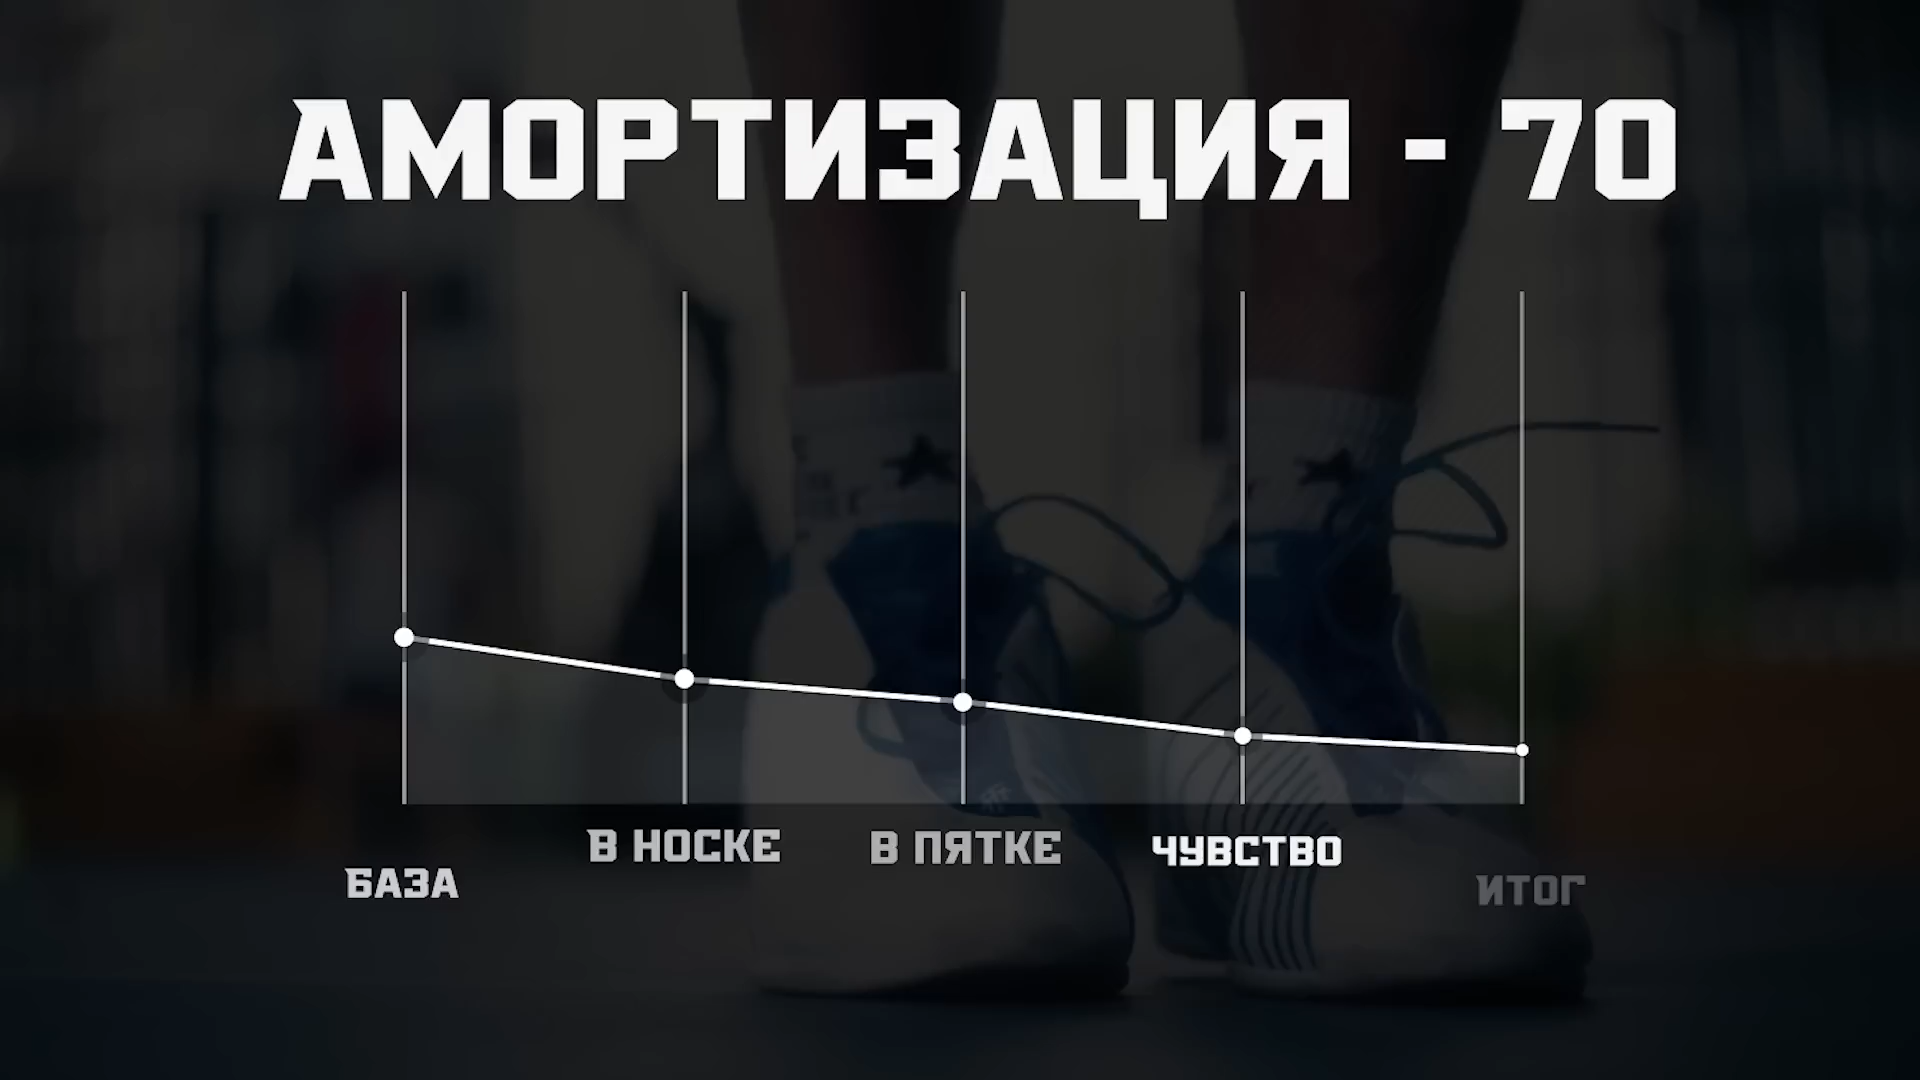 АМОРТИЗАЦИЯ - 70
БАЗА
В НОСКЕ
В ПЯТКЕ
ЧУВСТВО
ИТОГ